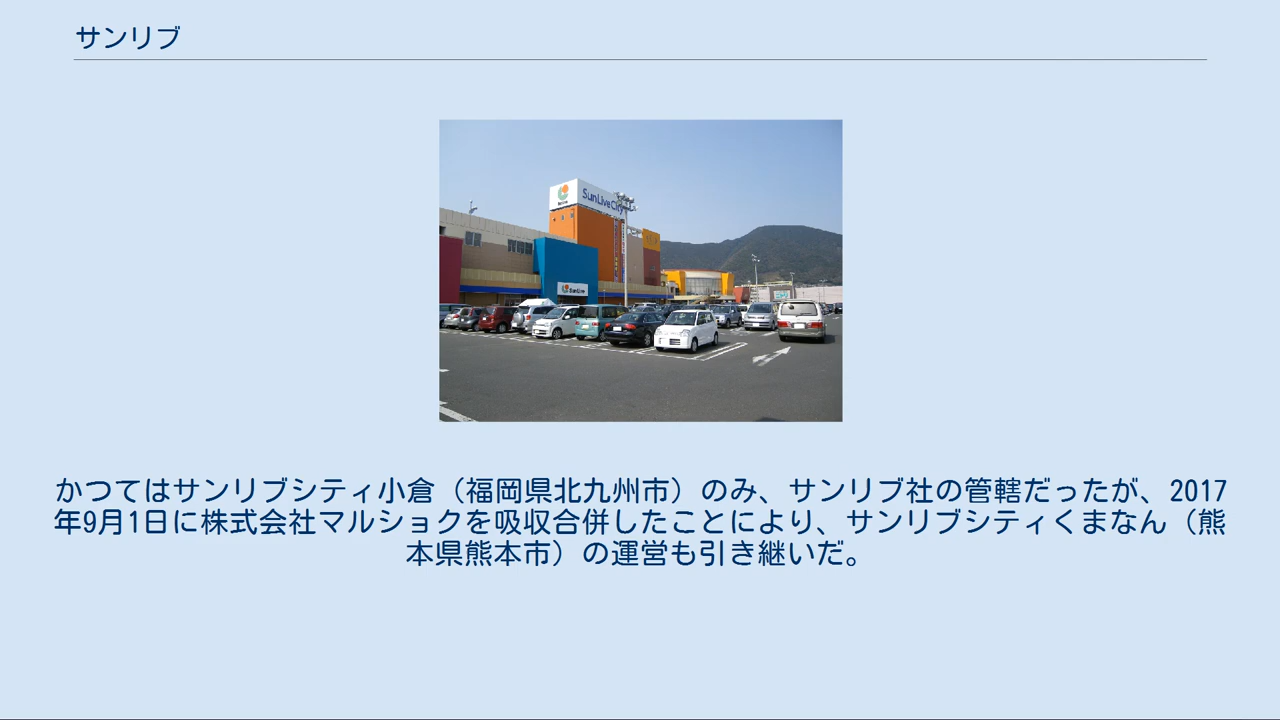 サンリブ
SunLiveCity
SunLive
かつてはサンリブシティ小倉（福岡県北九州市）のみ、サンリブ社の管轄だったが、2017
年9月1日に株式会社マルショクを吸収合併したことにより、サンリブシティくまなん（熊
本県熊本市）の運営も引き継いだ。